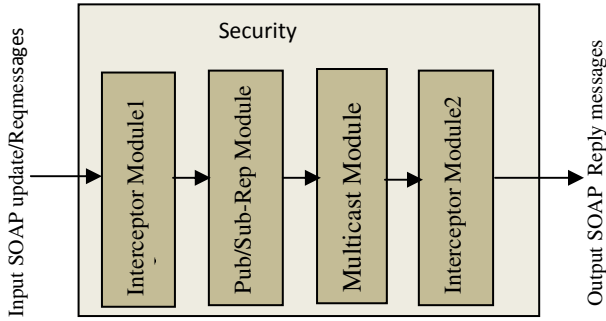 Security
Input SOAP update/Reqmessages
Interceptor Module1
Pub/Sub-Rep Module
Multicast Module
Interceptor Module2
Output SOAP Reply messages